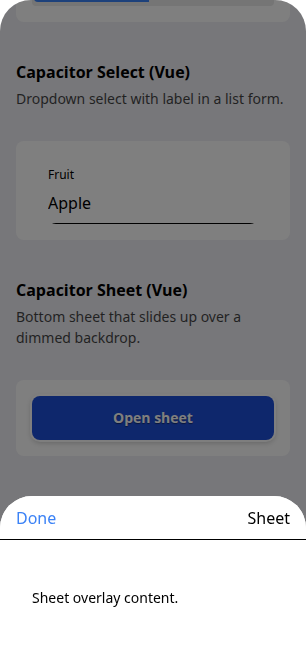 Capacitor Select (Vue)
Dropdown select with label in a list form.
Fruit
Apple
Capacitor Sheet (Vue)
Bottom sheet that slides up over a
dimmed backdrop.
Open sheet
Done
Sheet
Sheet overlay content.